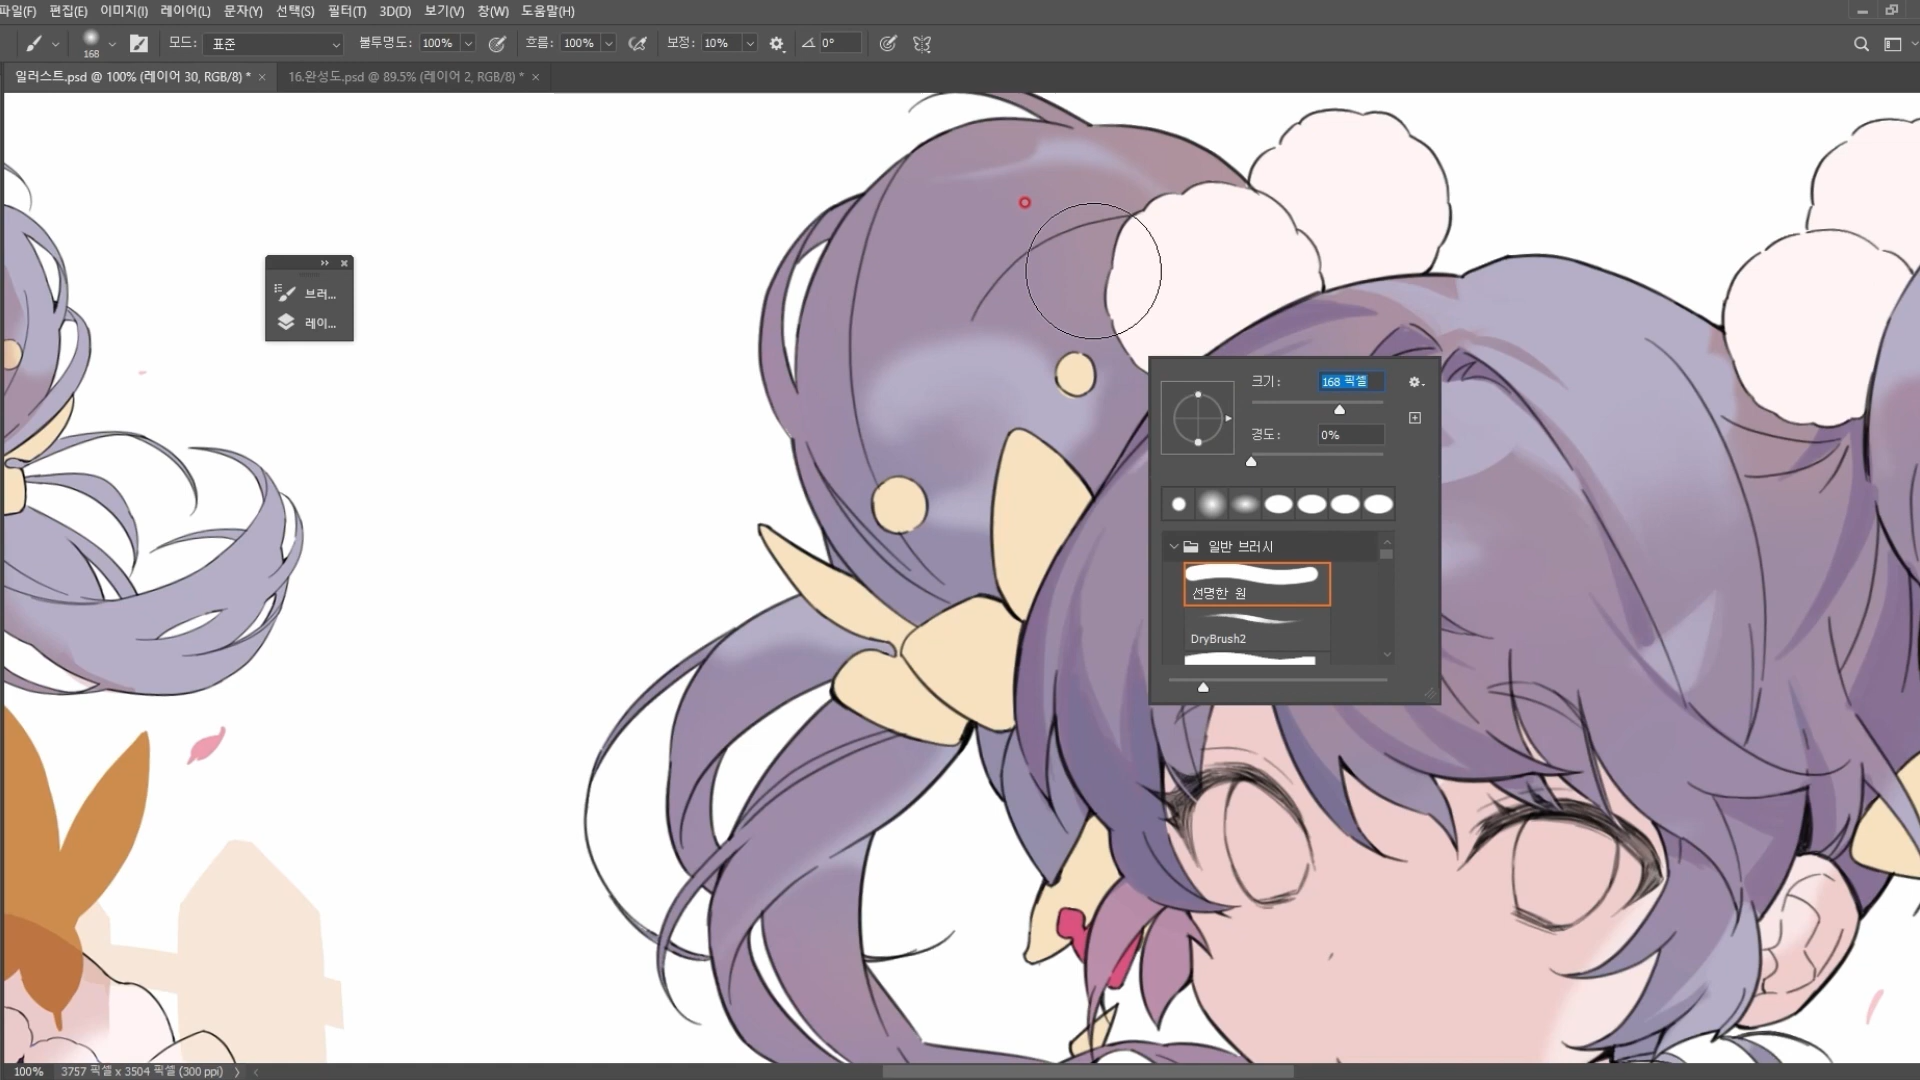 파일(F) 편집(E) 이미지(I) 레이어(L) 문자(Y) 선택(S) 필터(T) 3D(D) 보기(V) 창(W) 도움말(H)
168 모드: 표준 불투명도: 100% 흐름: 100% 보정: 10% 0°
일러스트.psd @ 100% (레이어 30, RGB/8) * × 16.완성도.psd @ 89.5% (레이어 2, RGB/8) * ×
브러...
레이...
크기: 168 픽셀
경도: 0%
일반 브러시
선명한 원
DryBrush2
100% 3757 픽셀 x 3504 픽셀 (300 ppi)